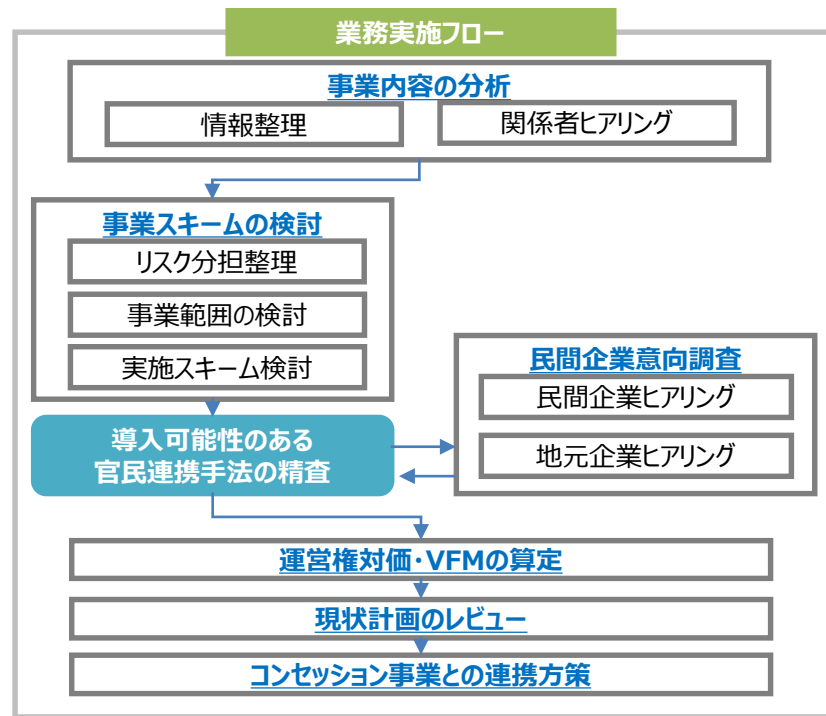 業務実施フロー
事業内容の分析
情報整理
関係者ヒアリング
事業スキームの検討
リスク分担整理
事業範囲の検討
実施スキーム検討
民間企業意向調査
民間企業ヒアリング
地元企業ヒアリング
導入可能性のある
官民連携手法の精査
運営権対価・VFMの算定
現状計画のレビュー
コンセッション事業との連携方策